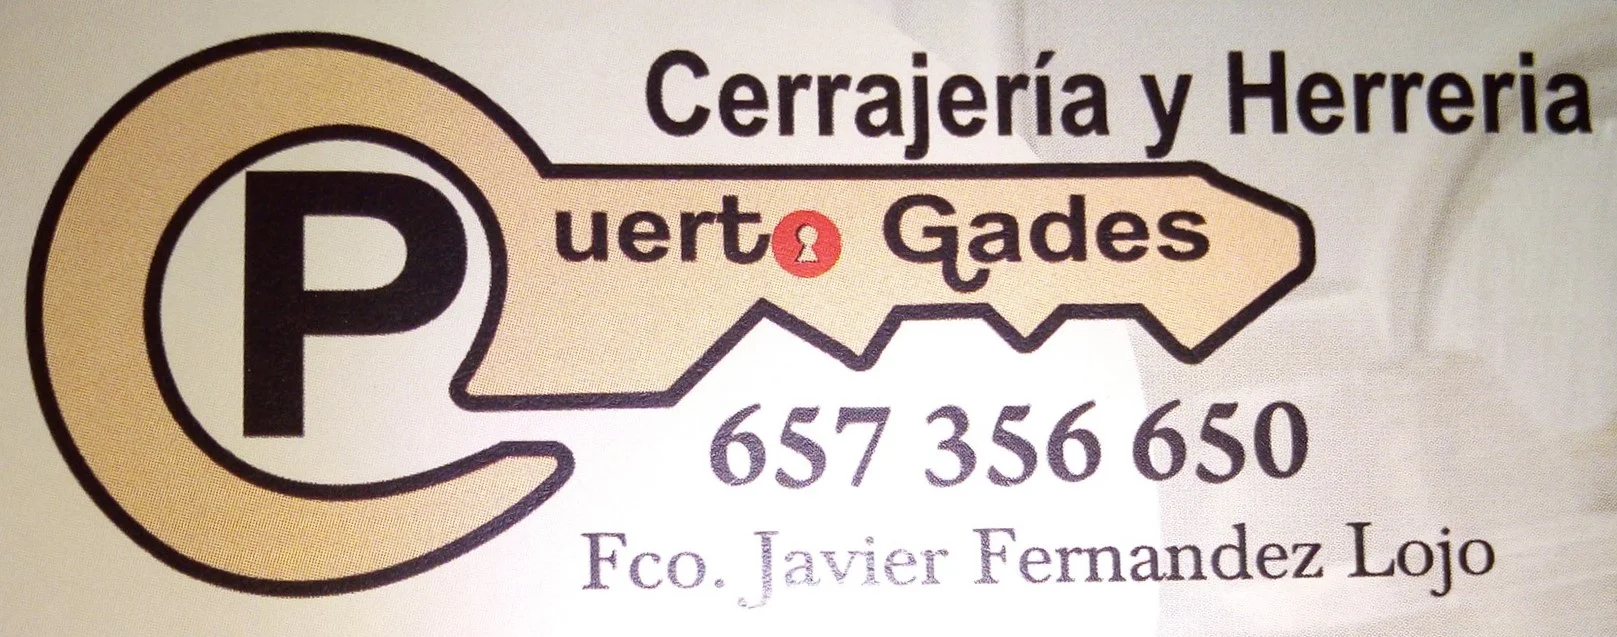 Cerrajería y Herreria
Puerto Gades
657 356 650
Fco. Javier Fernandez Lojo